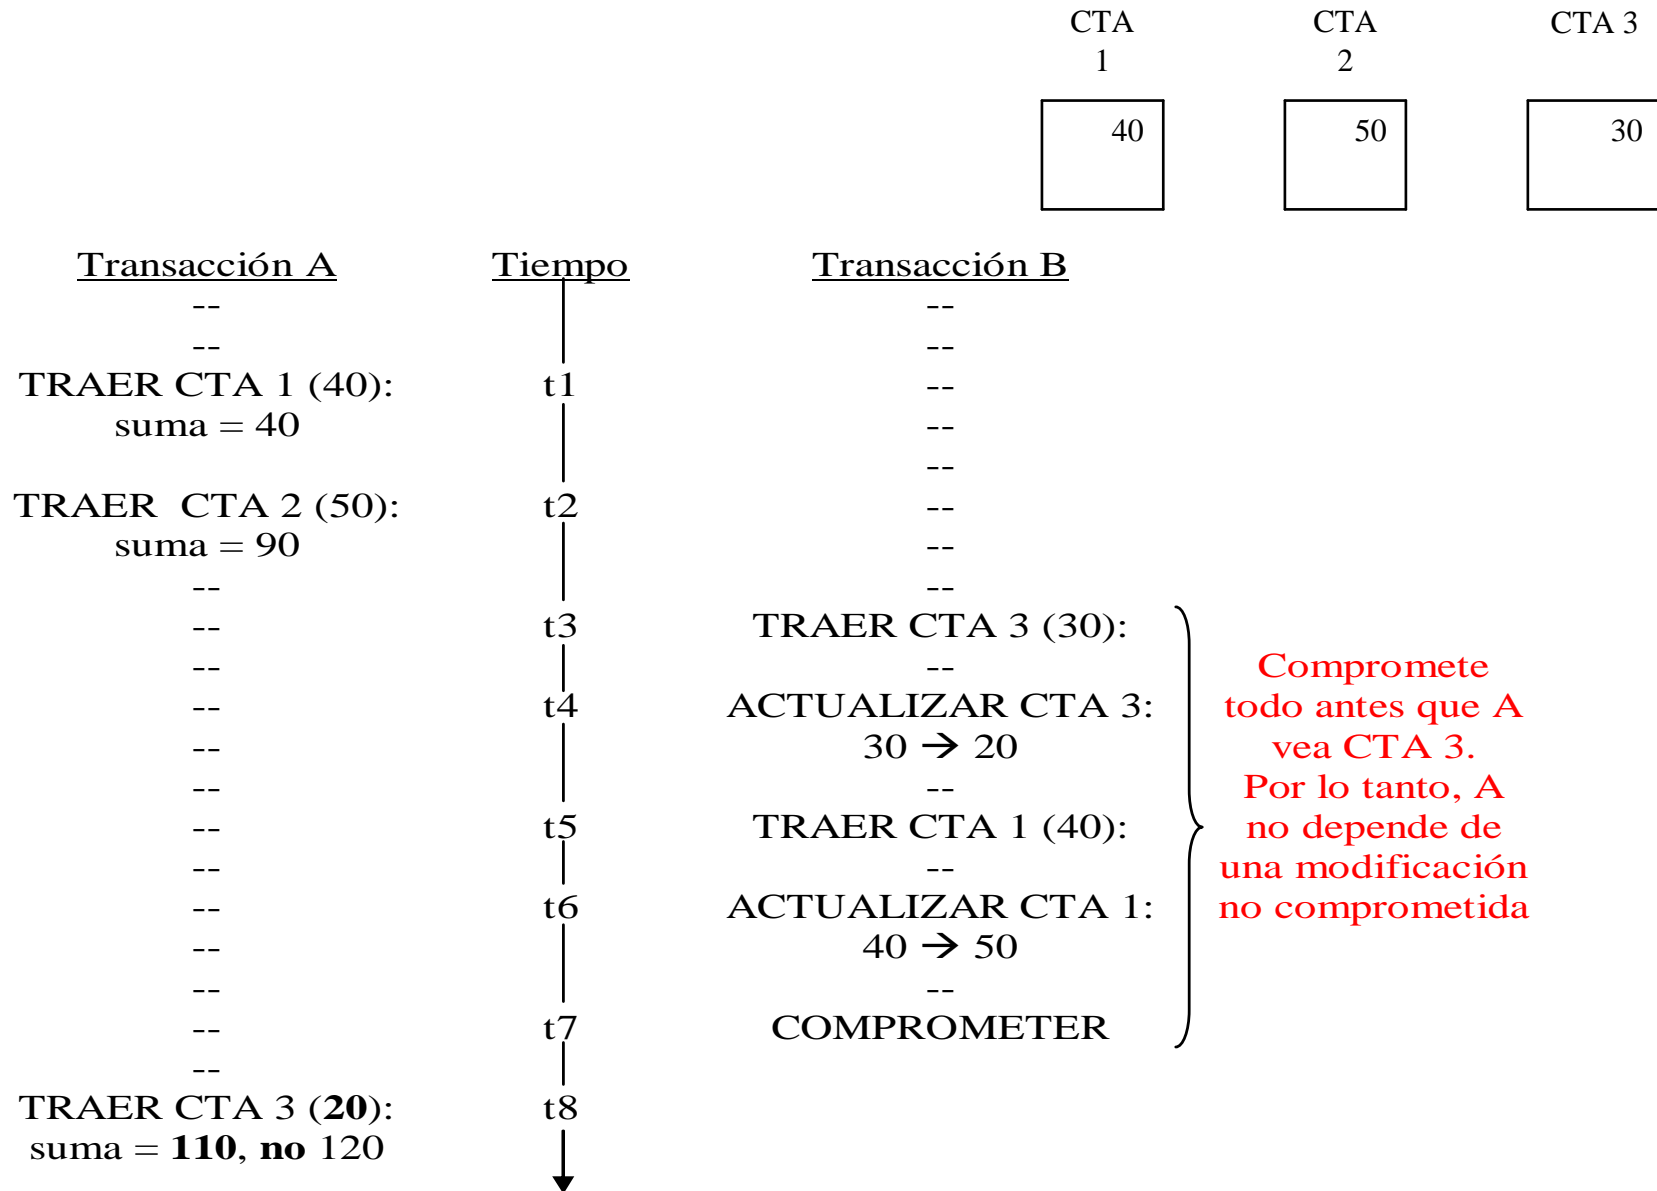 CTA CTA CTA 3
1 2
40 50 30
Transacción A Tiempo Transacción B
-- --
-- --
TRAER CTA 1 (40): t1 --
suma = 40 --
--
TRAER CTA 2 (50): t2 --
suma = 90 --
-- --
-- t3 TRAER CTA 3 (30):
-- --
-- t4 ACTUALIZAR CTA 3:
-- 30 → 20
-- --
-- t5 TRAER CTA 1 (40):
-- --
-- t6 ACTUALIZAR CTA 1:
-- 40 → 50
-- --
-- t7 COMPROMETER
--
TRAER CTA 3 (20): t8
suma = 110, no 120
Compromete
todo antes que A
vea CTA 3.
Por lo tanto, A
no depende de
una modificación
no comprometida